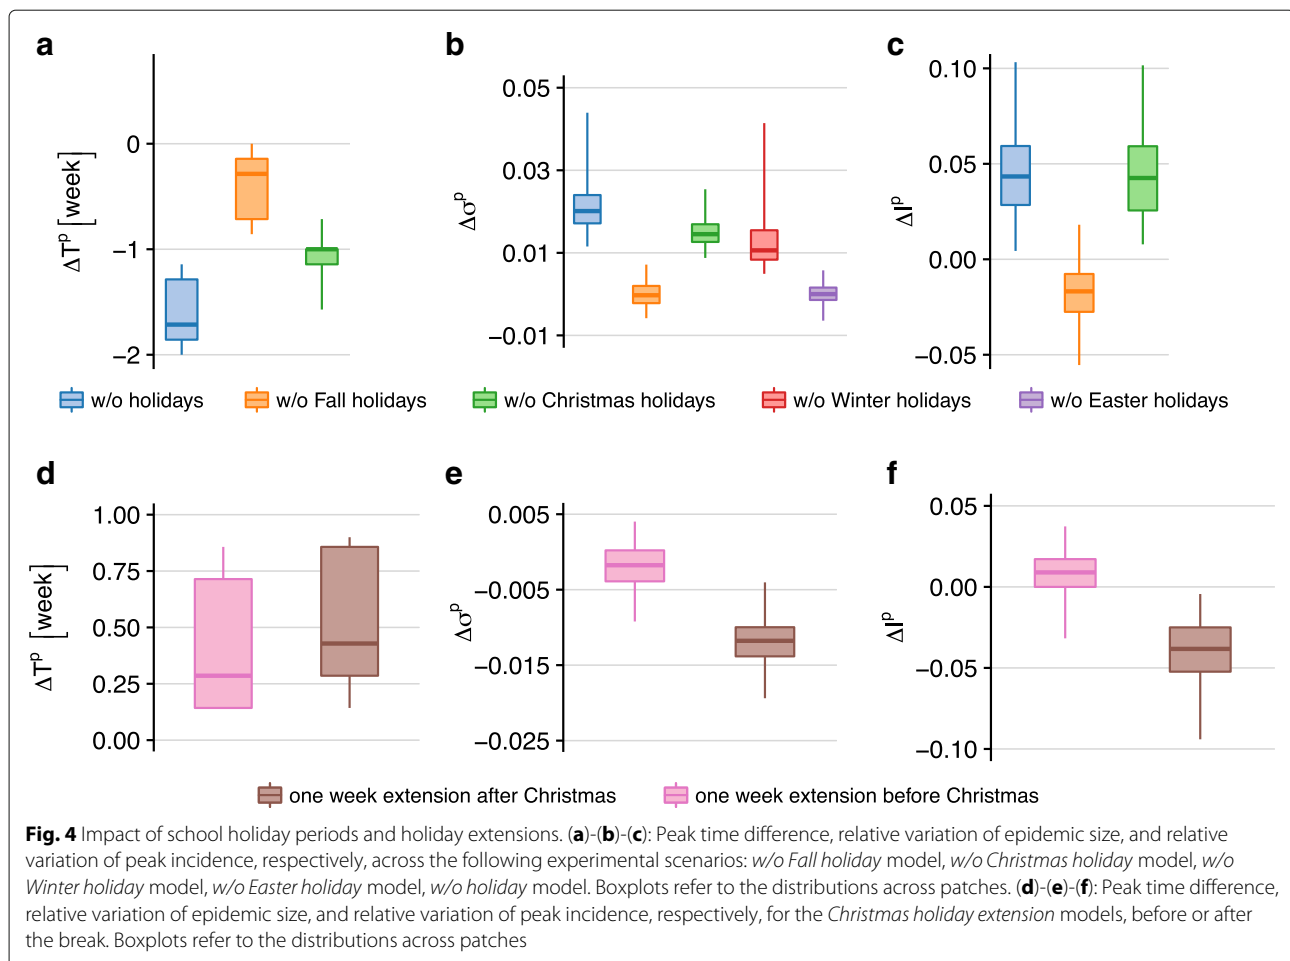 a
b
c
ΔTᵖ [week]
0
−1
−2
Δσᵖ
0.05
0.03
0.01
−0.01
ΔIᵖ
0.10
0.05
0.00
−0.05
w/o holidays
w/o Fall holidays
w/o Christmas holidays
w/o Winter holidays
w/o Easter holidays
d
e
f
ΔTᵖ [week]
1.00
0.75
0.50
0.25
0.00
Δσᵖ
0.005
−0.005
−0.015
−0.025
ΔIᵖ
0.05
0.00
−0.05
−0.10
one week extension after Christmas
one week extension before Christmas
Fig. 4 Impact of school holiday periods and holiday extensions. (a)-(b)-(c): Peak time difference, relative variation of epidemic size, and relative
variation of peak incidence, respectively, across the following experimental scenarios: w/o Fall holiday model, w/o Christmas holiday model, w/o
Winter holiday model, w/o Easter holiday model, w/o holiday model. Boxplots refer to the distributions across patches. (d)-(e)-(f): Peak time difference,
relative variation of epidemic size, and relative variation of peak incidence, respectively, for the Christmas holiday extension models, before or after
the break. Boxplots refer to the distributions across patches